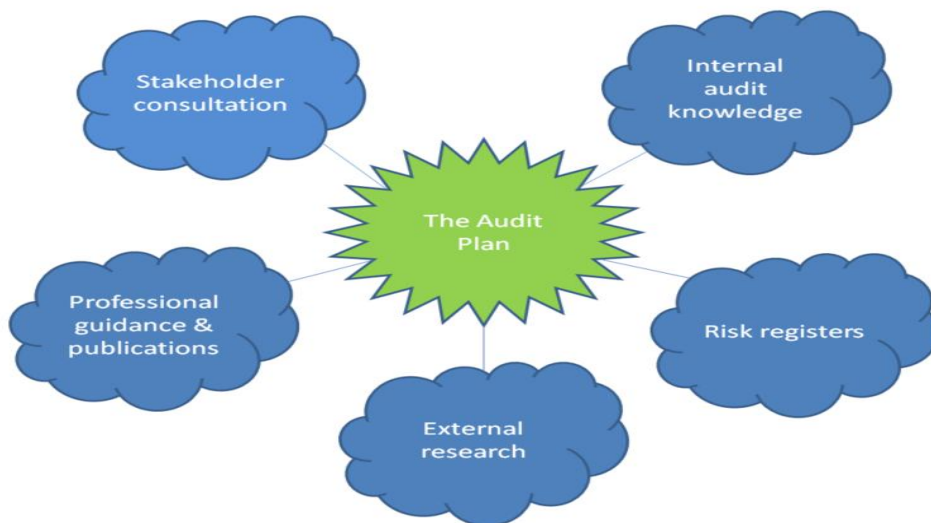 Stakeholder
consultation
Internal
audit
knowledge
The Audit
Plan
Professional
guidance &
publications
Risk registers
External
research